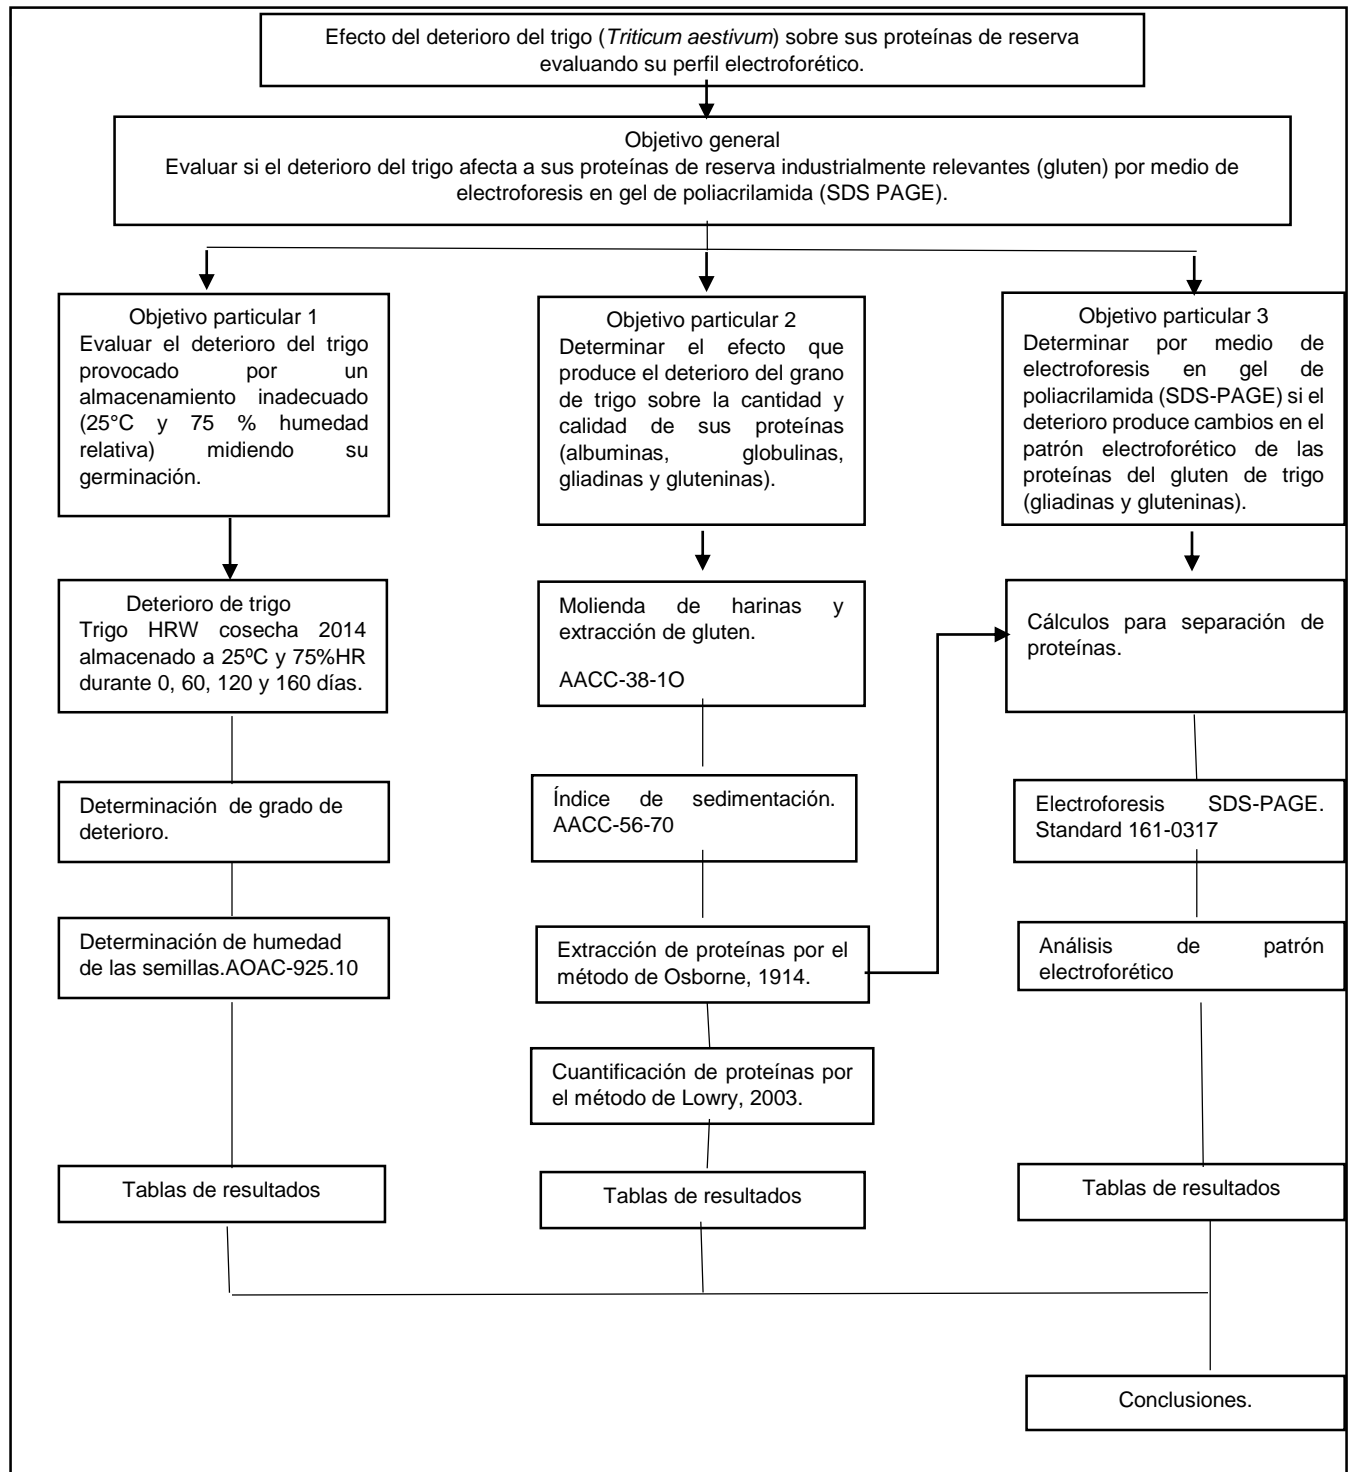 Efecto del deterioro del trigo (Triticum aestivum) sobre sus proteínas de reserva
evaluando su perfil electroforético.
Objetivo general
Evaluar si el deterioro del trigo afecta a sus proteínas de reserva industrialmente relevantes (gluten) por medio de
electroforesis en gel de poliacrilamida (SDS PAGE).
Objetivo particular 1
Evaluar el deterioro del trigo
provocado por un
almacenamiento inadecuado
(25°C y 75 % humedad
relativa) midiendo su
germinación.
Objetivo particular 2
Determinar el efecto que
produce el deterioro del grano
de trigo sobre la cantidad y
calidad de sus proteínas
(albuminas, globulinas,
gliadinas y gluteninas).
Objetivo particular 3
Determinar por medio de
electroforesis en gel de
poliacrilamida (SDS-PAGE) si el
deterioro produce cambios en el
patrón electroforético de las
proteínas del gluten de trigo
(gliadinas y gluteninas).
Deterioro de trigo
Trigo HRW cosecha 2014
almacenado a 25ºC y 75%HR
durante 0, 60, 120 y 160 días.
Determinación de grado de
deterioro.
Determinación de humedad
de las semillas.AOAC-925.10
Tablas de resultados
Molienda de harinas y
extracción de gluten.
AACC-38-1O
Índice de sedimentación.
AACC-56-70
Extracción de proteínas por el
método de Osborne, 1914.
Cuantificación de proteínas por
el método de Lowry, 2003.
Tablas de resultados
Cálculos para separación de
proteínas.
Electroforesis SDS-PAGE.
Standard 161-0317
Análisis de patrón
electroforético
Tablas de resultados
Conclusiones.